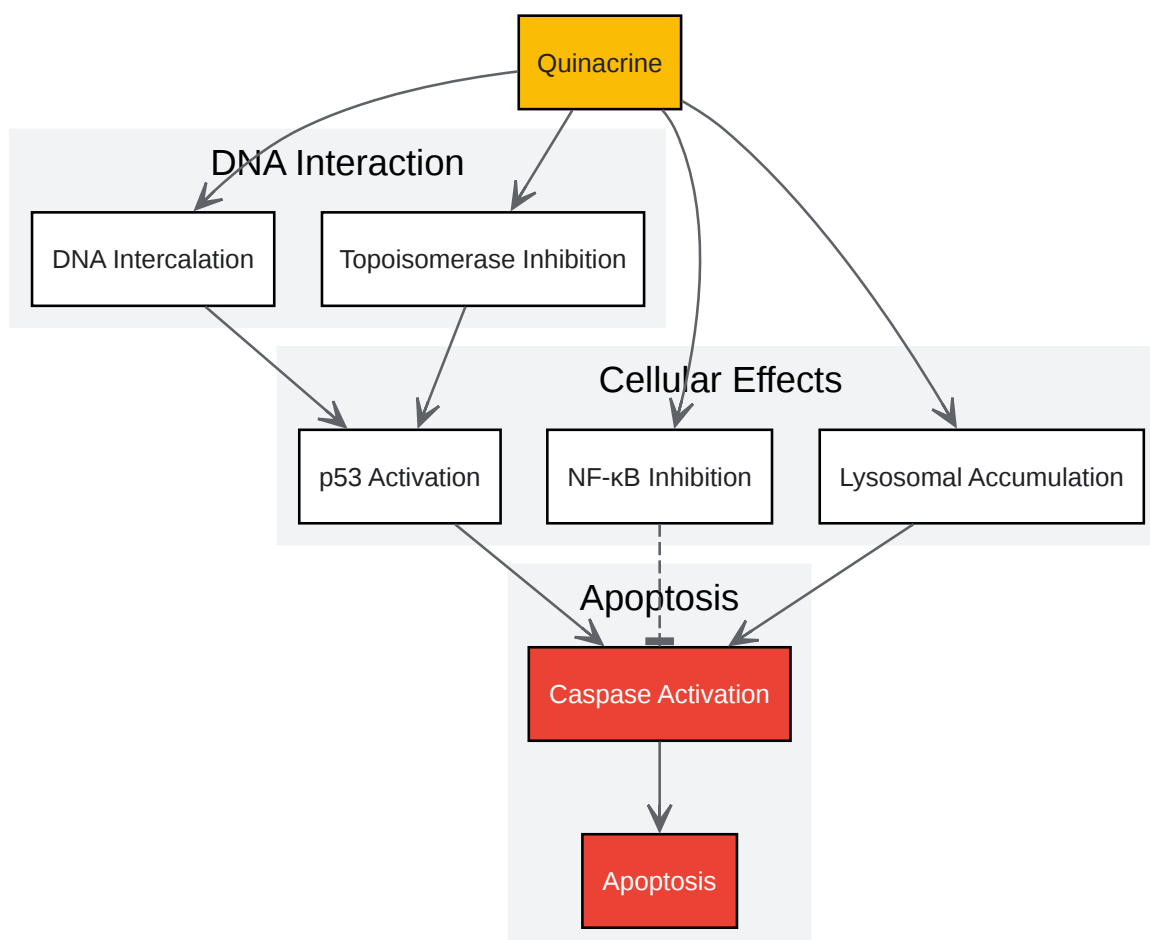 Quinacrine
DNA Interaction
DNA Intercalation
Topoisomerase Inhibition
Cellular Effects
p53 Activation
NF-κB Inhibition
Lysosomal Accumulation
Apoptosis
Caspase Activation
Apoptosis